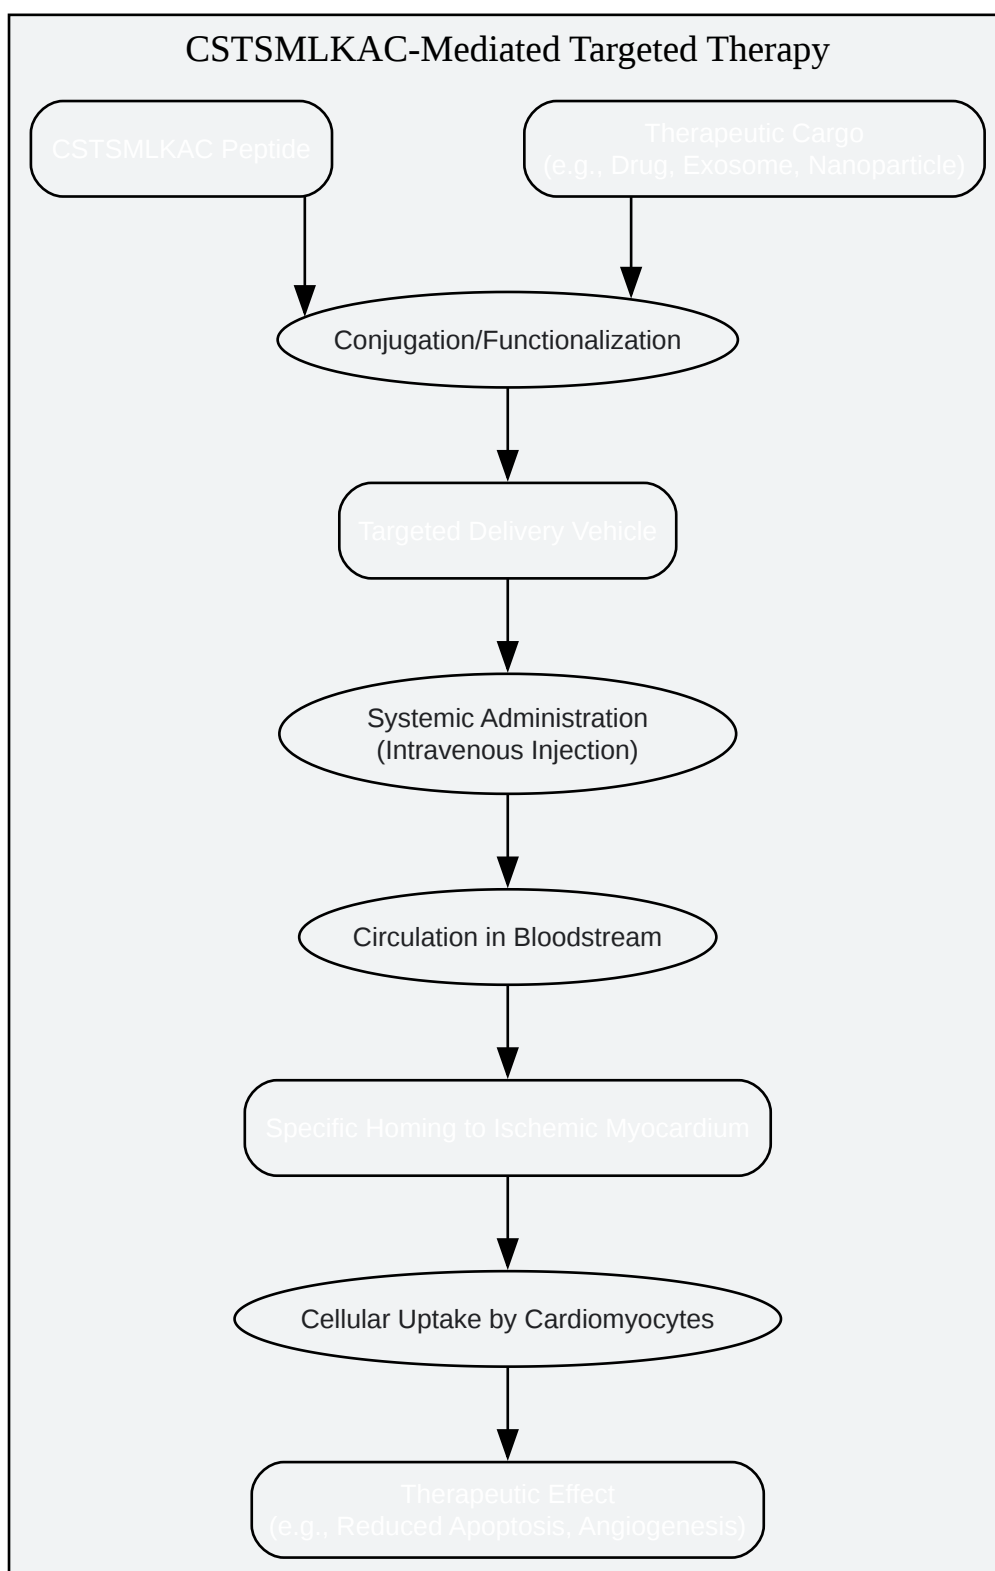 CSTSMLKAC-Mediated Targeted Therapy
CSTSMLKAC Peptide
Therapeutic Cargo
(e.g., Drug, Exosome, Nanoparticle)
Conjugation/Functionalization
Targeted Delivery Vehicle
Systemic Administration
(Intravenous Injection)
Circulation in Bloodstream
Specific Homing to Ischemic Myocardium
Cellular Uptake by Cardiomyocytes
Therapeutic Effect
(e.g., Reduced Apoptosis, Angiogenesis)